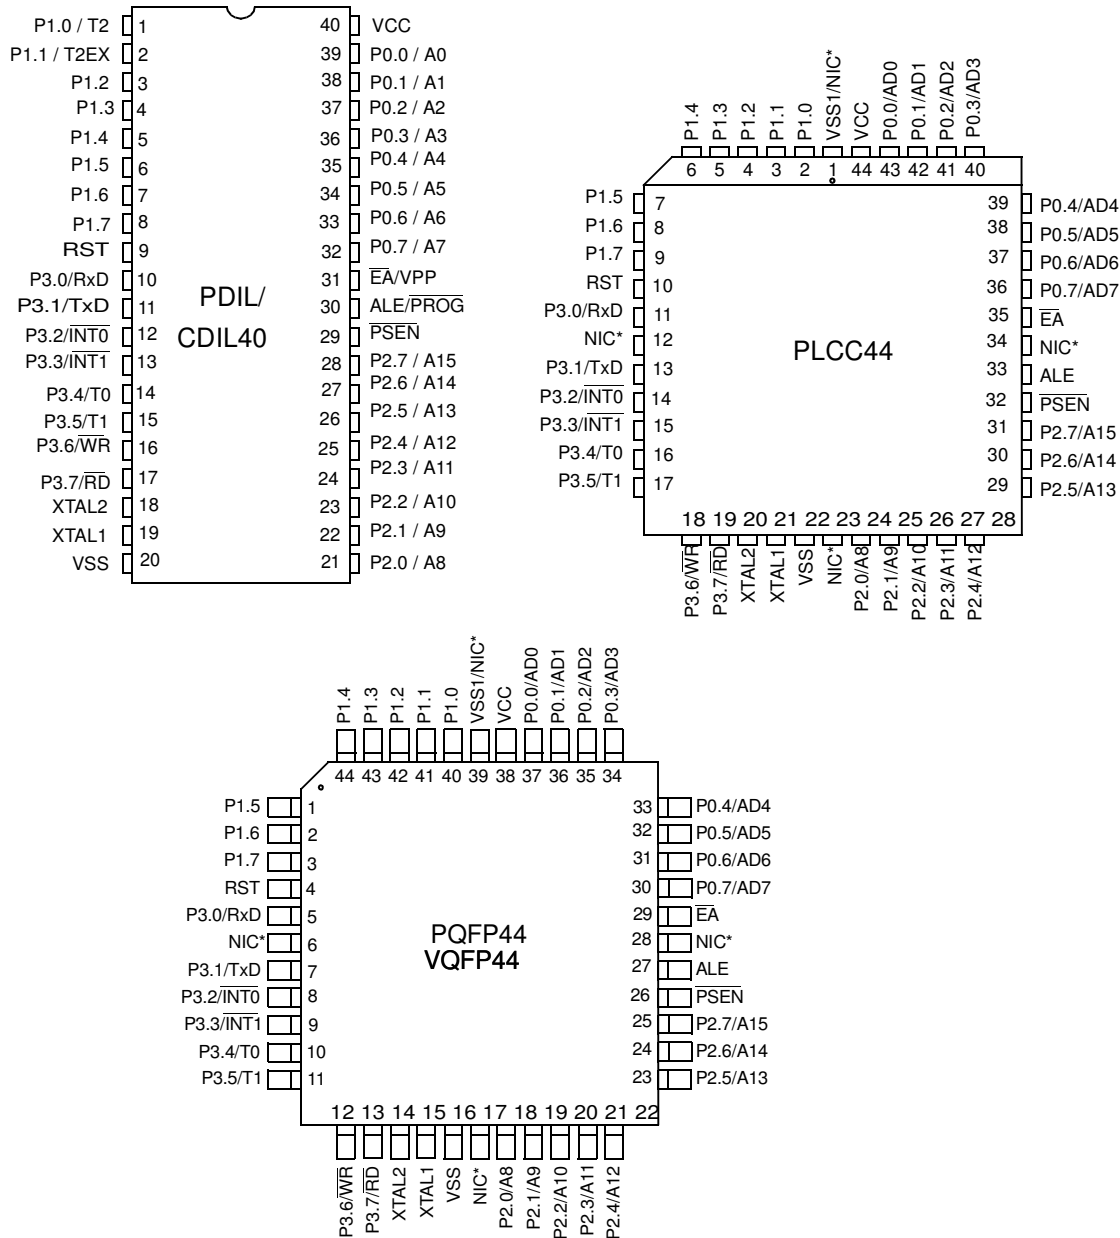 P1.0 / T2 1 40 VCC
P1.1 / T2EX 2 39 P0.0 / A0
P1.2 3 38 P0.1 / A1
P1.3 4 37 P0.2 / A2
P1.4 5 36 P0.3 / A3
P1.5 6 35 P0.4 / A4
P1.6 7 34 P0.5 / A5
P1.7 8 33 P0.6 / A6
RST 9 32 P0.7 / A7
P3.0/RxD 10 31 EA/VPP
P3.1/TxD 11 30 ALE/PROG
P3.2/INT0 12 29 PSEN
P3.3/INT1 13 28 P2.7 / A15
P3.4/T0 14 27 P2.6 / A14
P3.5/T1 15 26 P2.5 / A13
P3.6/WR 16 25 P2.4 / A12
P3.7/RD 17 24 P2.3 / A11
XTAL2 18 23 P2.2 / A10
XTAL1 19 22 P2.1 / A9
VSS 20 21 P2.0 / A8
PDIL/
CDIL40
P1.4 P1.3 P1.2 P1.1 P1.0 VSS1/NIC* VCC P0.0/AD0 P0.1/AD1 P0.2/AD2 P0.3/AD3
6 5 4 3 2 1 44 43 42 41 40
P1.5 7 39 P0.4/AD4
P1.6 8 38 P0.5/AD5
P1.7 9 37 P0.6/AD6
RST 10 36 P0.7/AD7
P3.0/RxD 11 35 EA
NIC* 12 34 NIC*
P3.1/TxD 13 33 ALE
P3.2/INT0 14 32 PSEN
P3.3/INT1 15 31 P2.7/A15
P3.4/T0 16 30 P2.6/A14
P3.5/T1 17 29 P2.5/A13
PLCC44
18 19 20 21 22 23 24 25 26 27 28
P3.6/WR P3.7/RD XTAL2 XTAL1 VSS NIC* P2.0/A8 P2.1/A9 P2.2/A10 P2.3/A11 P2.4/A12
P1.4 P1.3 P1.2 P1.1 P1.0 VSS1/NIC* VCC P0.0/AD0 P0.1/AD1 P0.2/AD2 P0.3/AD3
44 43 42 41 40 39 38 37 36 35 34
P1.5 1 33 P0.4/AD4
P1.6 2 32 P0.5/AD5
P1.7 3 31 P0.6/AD6
RST 4 30 P0.7/AD7
P3.0/RxD 5 29 EA
NIC* 6 28 NIC*
P3.1/TxD 7 27 ALE
P3.2/INT0 8 26 PSEN
P3.3/INT1 9 25 P2.7/A15
P3.4/T0 10 24 P2.6/A14
P3.5/T1 11 23 P2.5/A13
PQFP44
VQFP44
12 13 14 15 16 17 18 19 20 21 22
P3.6/WR P3.7/RD XTAL2 XTAL1 VSS NIC* P2.0/A8 P2.1/A9 P2.2/A10 P2.3/A11 P2.4/A12